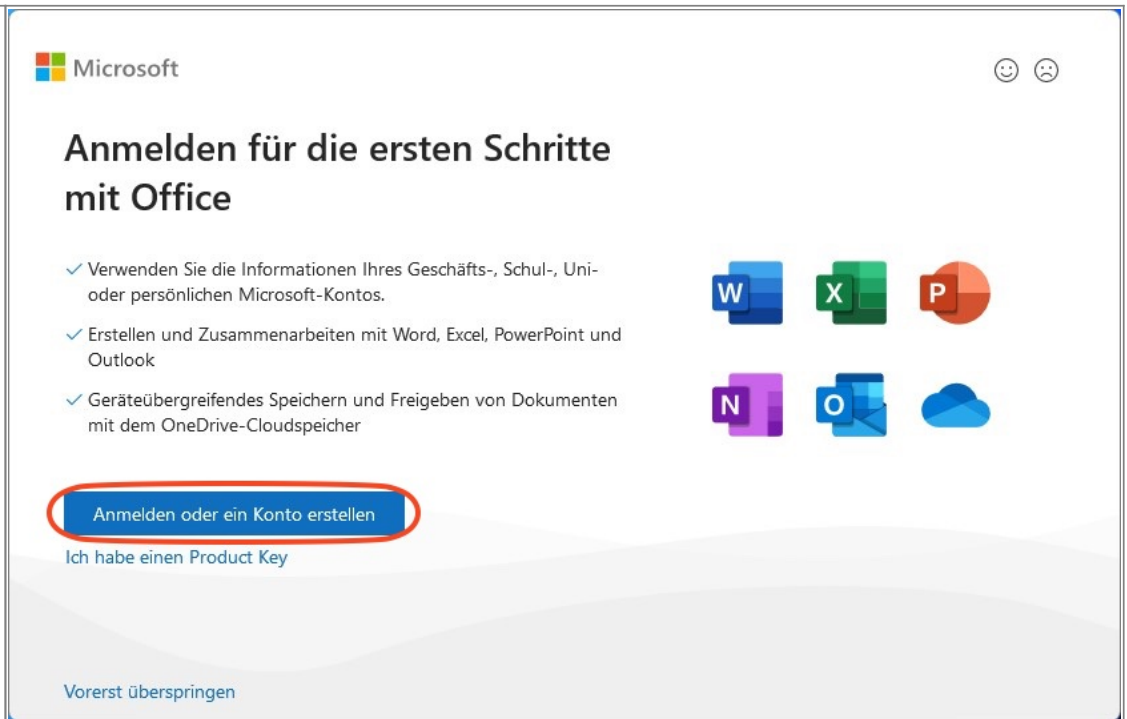 Microsoft
Anmelden für die ersten Schritte
mit Office
Verwenden Sie die Informationen Ihres Geschäfts-, Schul-, Uni-
oder persönlichen Microsoft-Kontos.
Erstellen und Zusammenarbeiten mit Word, Excel, PowerPoint und
Outlook
Geräteübergreifendes Speichern und Freigeben von Dokumenten
mit dem OneDrive-Cloudspeicher
W X P
N O
Anmelden oder ein Konto erstellen
Ich habe einen Product Key
Vorerst überspringen